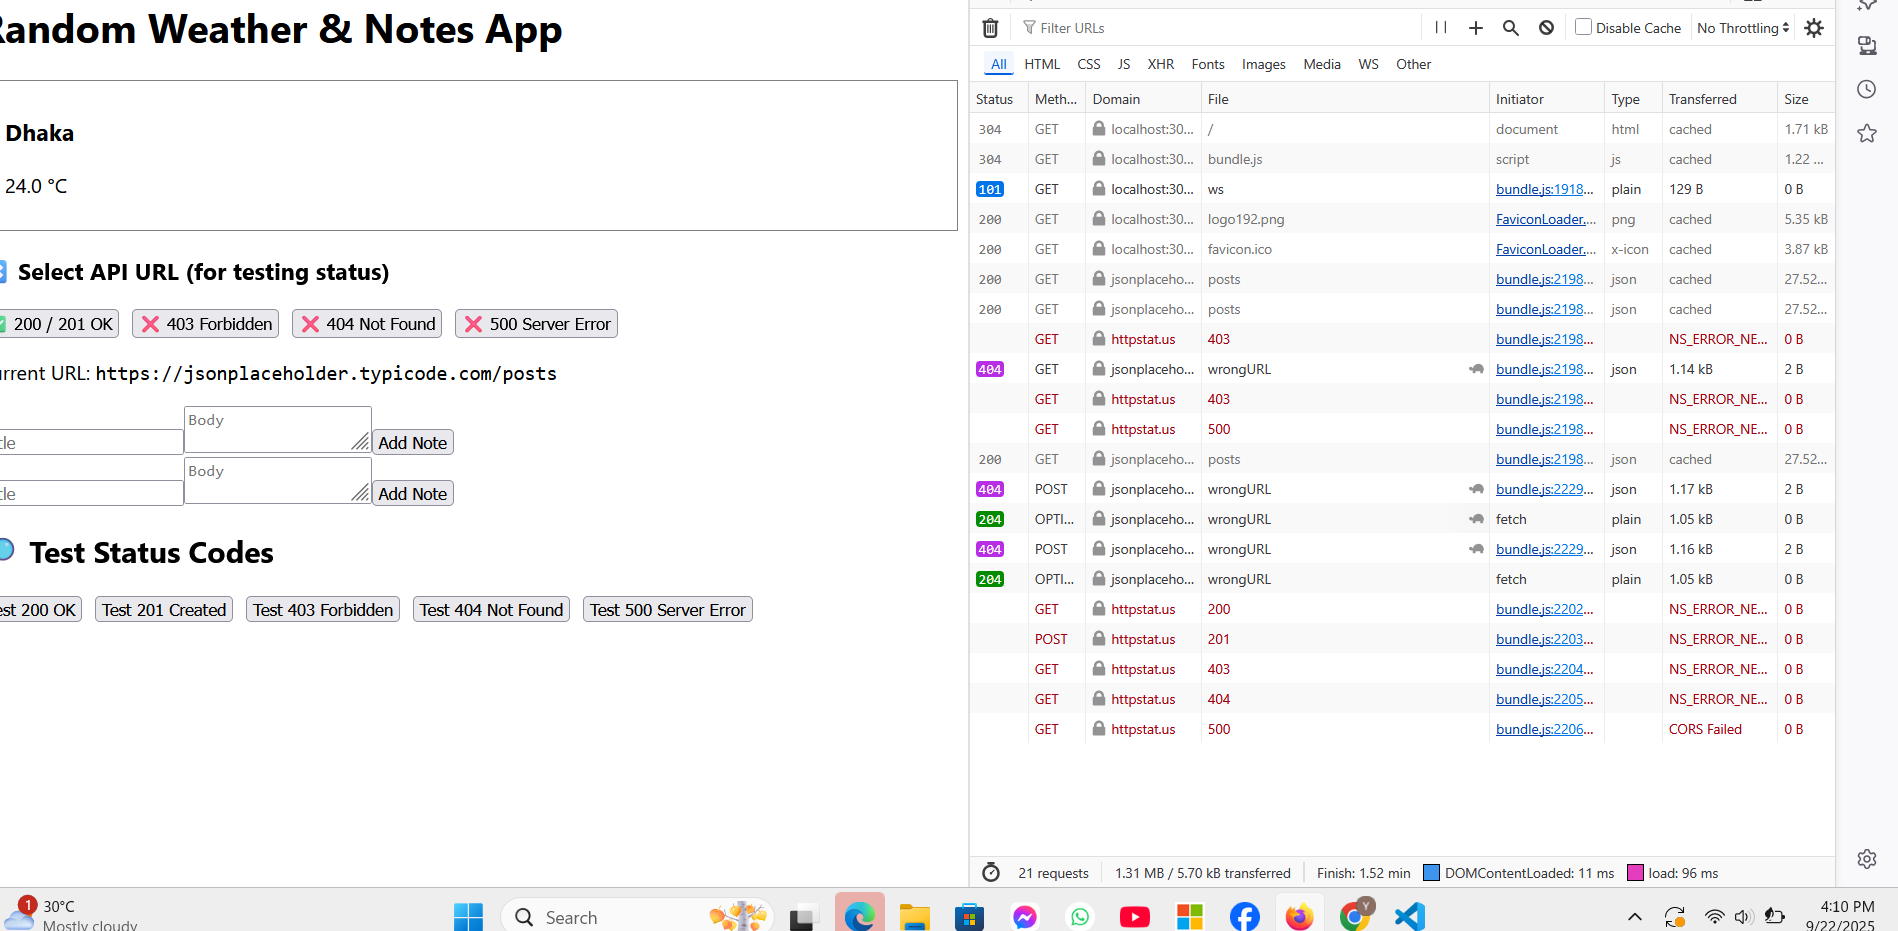 Random Weather & Notes App
Dhaka
24.0 °C
Select API URL (for testing status)
200 / 201 OK
403 Forbidden
404 Not Found
500 Server Error
URL: https://jsonplaceholder.typicode.com/posts
Body
Add Note
Body
Add Note
Test Status Codes
200 OK
Test 201 Created
Test 403 Forbidden
Test 404 Not Found
Test 500 Server Error
Filter URLs
Disable Cache
No Throttling
All HTML CSS JS XHR Fonts Images Media WS Other
Status Meth... Domain File Initiator Type Transferred Size
304 GET localhost:30... / document html cached 1.71 kB
304 GET localhost:30... bundle.js script js cached 1.22 ...
101 GET localhost:30... ws bundle.js:1918... plain 129 B 0 B
200 GET localhost:30... logo192.png FaviconLoader.... png cached 5.35 kB
200 GET localhost:30... favicon.ico FaviconLoader.... x-icon cached 3.87 kB
200 GET jsonplaceho... posts bundle.js:2198... json cached 27.52...
200 GET jsonplaceho... posts bundle.js:2198... json cached 27.52...
GET httpstat.us 403 bundle.js:2198... NS_ERROR_NE... 0 B
404 GET jsonplaceho... wrongURL bundle.js:2198... json 1.14 kB 2 B
GET httpstat.us 403 bundle.js:2198... NS_ERROR_NE... 0 B
GET httpstat.us 500 bundle.js:2198... NS_ERROR_NE... 0 B
200 GET jsonplaceho... posts bundle.js:2198... json cached 27.52...
404 POST jsonplaceho... wrongURL bundle.js:2229... json 1.17 kB 2 B
204 OPTI... jsonplaceho... wrongURL fetch plain 1.05 kB 0 B
404 POST jsonplaceho... wrongURL bundle.js:2229... json 1.16 kB 2 B
204 OPTI... jsonplaceho... wrongURL fetch plain 1.05 kB 0 B
GET httpstat.us 200 bundle.js:2202... NS_ERROR_NE... 0 B
POST httpstat.us 201 bundle.js:2203... NS_ERROR_NE... 0 B
GET httpstat.us 403 bundle.js:2204... NS_ERROR_NE... 0 B
GET httpstat.us 404 bundle.js:2205... NS_ERROR_NE... 0 B
GET httpstat.us 500 bundle.js:2206... CORS Failed 0 B
21 requests 1.31 MB / 5.70 kB transferred Finish: 1.52 min DOMContentLoaded: 11 ms load: 96 ms
1
30°C
Mostly cloudy
Search
Y
4:10 PM
9/22/2025